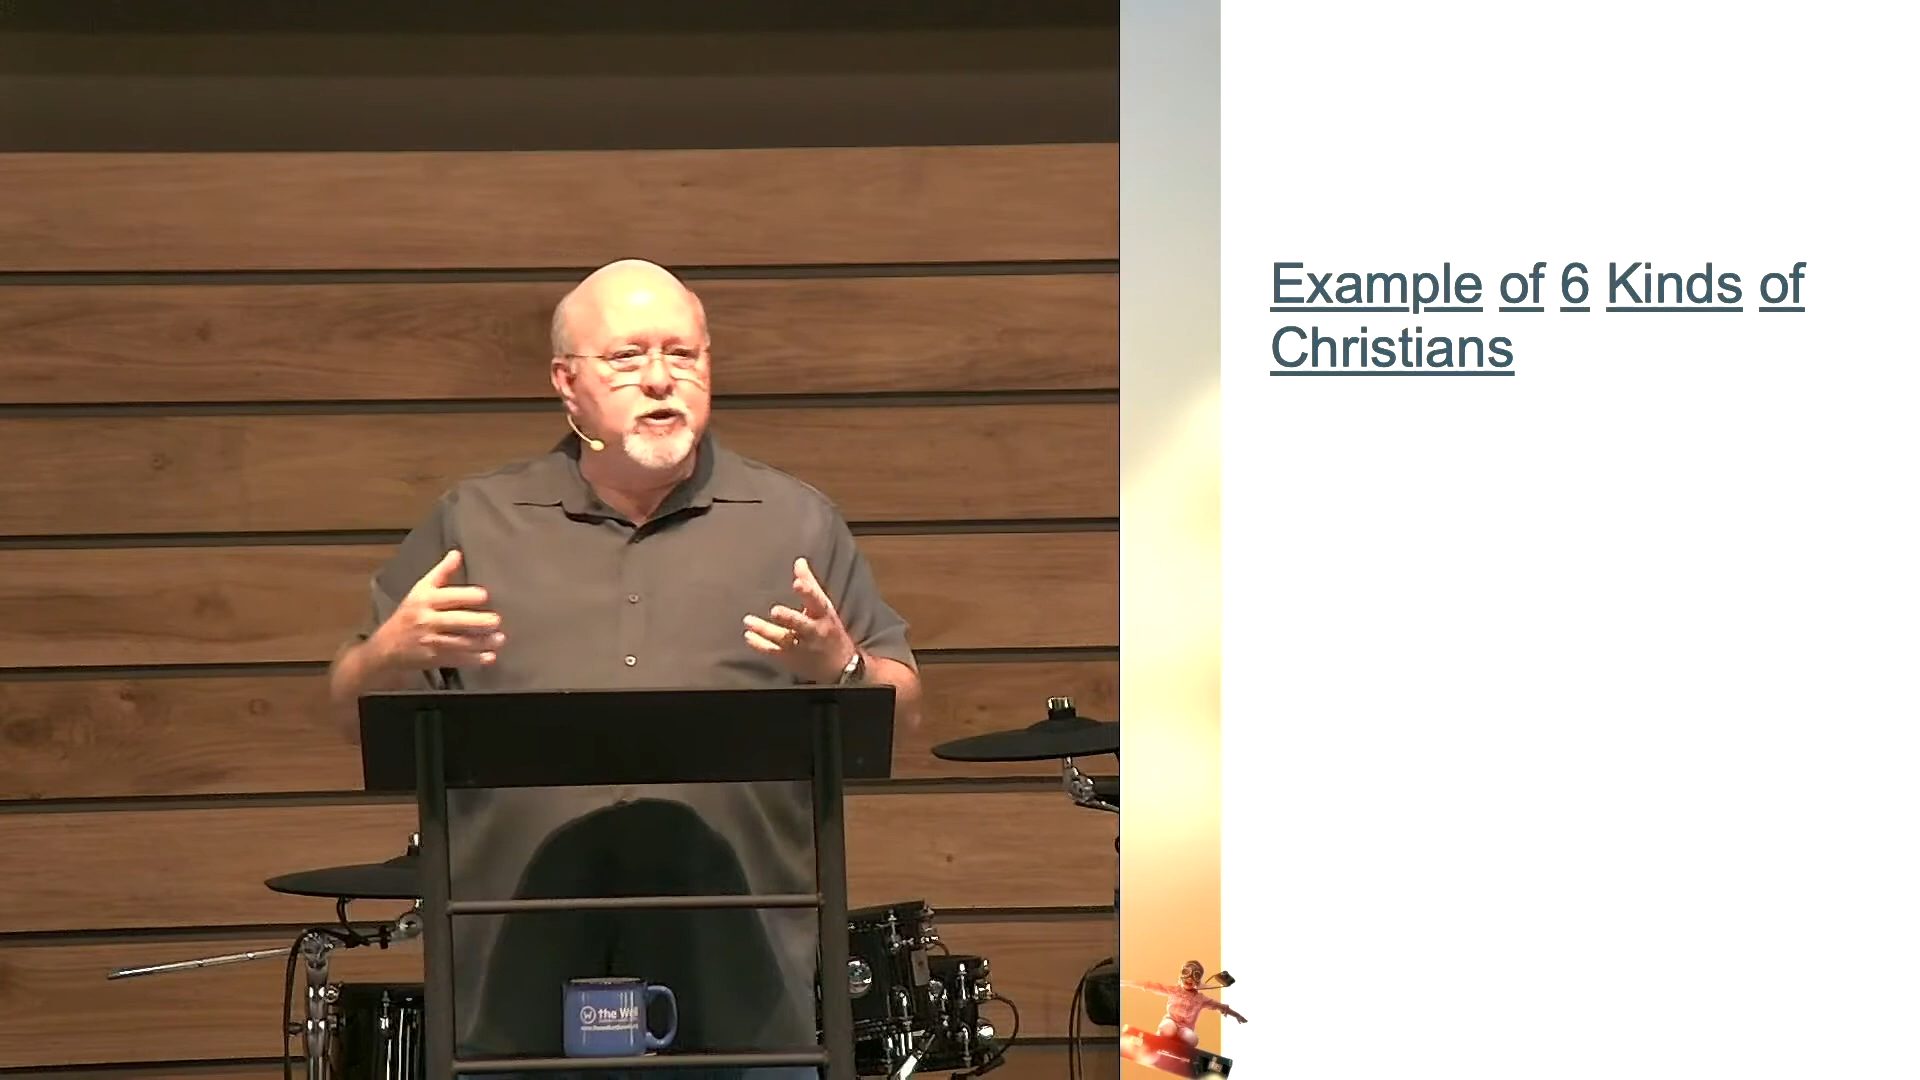 Example of 6 Kinds of
Christians
the Well